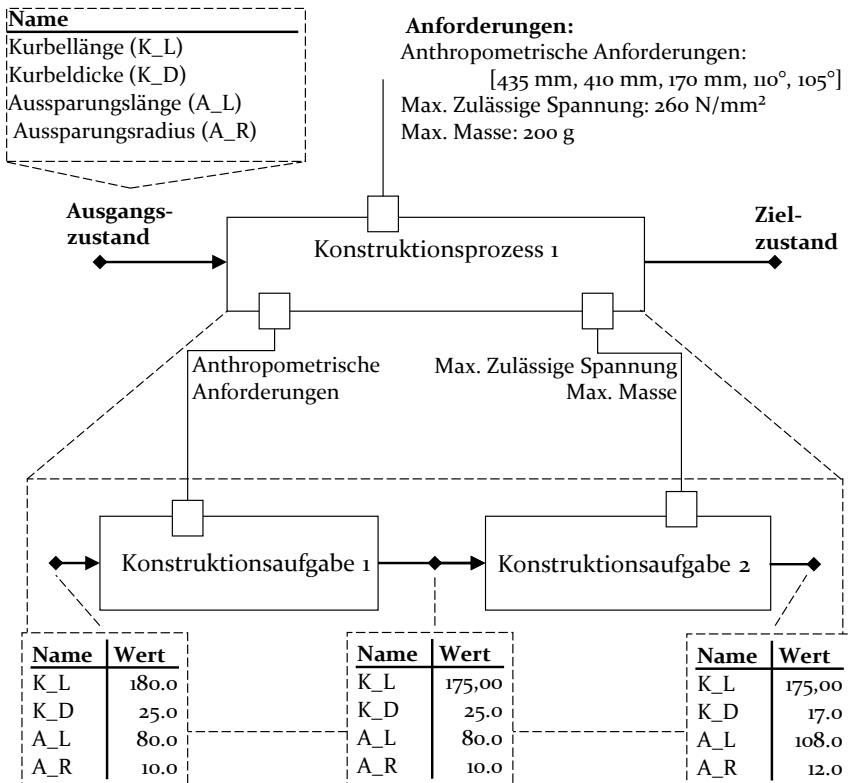 Name
Kurbellänge (K_L)
Kurbeldicke (K_D)
Aussparungslänge (A_L)
Aussparungsradius (A_R)
Anforderungen:
Anthropometrische Anforderungen:
[435 mm, 410 mm, 170 mm, 110°, 105°]
Max. Zulässige Spannung: 260 N/mm²
Max. Masse: 200 g
Ausgangs-
zustand
Konstruktionsprozess 1
Ziel-
zustand
Anthropometrische
Anforderungen
Max. Zulässige Spannung
Max. Masse
Konstruktionsaufgabe 1
Konstruktionsaufgabe 2
Name Wert
K_L 180.0
K_D 25.0
A_L 80.0
A_R 10.0
Name Wert
K_L 175,00
K_D 25.0
A_L 80.0
A_R 10.0
Name Wert
K_L 175,00
K_D 17.0
A_L 108.0
A_R 12.0